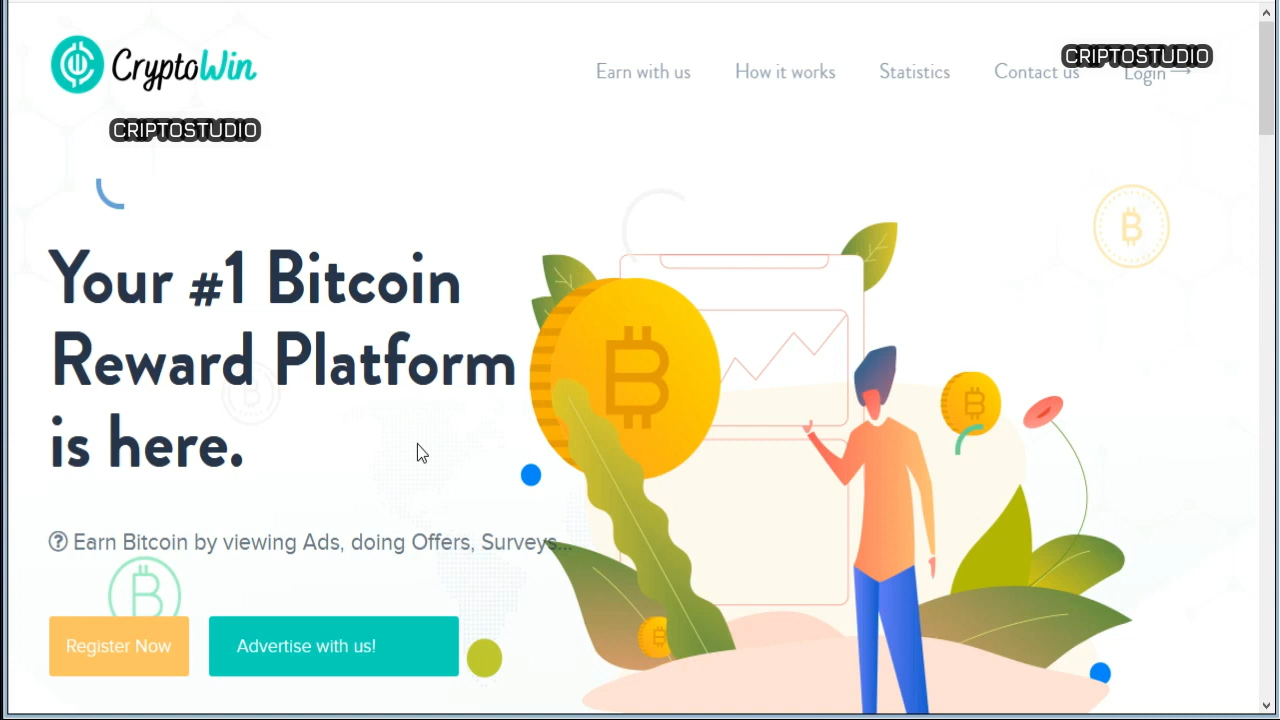 CryptoWin
Earn with us
How it works
Statistics
Contact us
Login →
CRIPTOSTUDIO
CRIPTOSTUDIO
Your #1 Bitcoin
Reward Platform
is here.
Earn Bitcoin by viewing Ads, doing Offers, Surveys...
Register Now
Advertise with us!